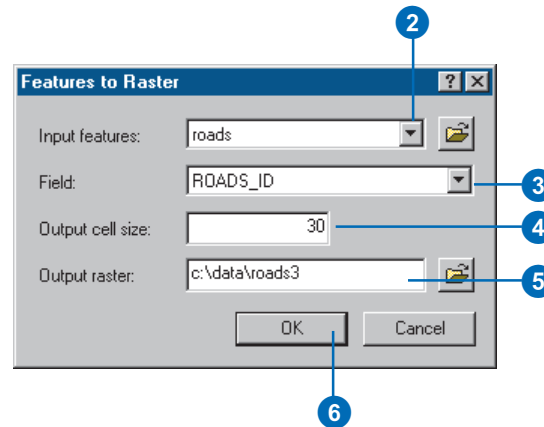 2
Features to Raster ? ×
Input features: roads
Field: ROADS_ID 3
Output cell size: 30 4
Output raster: c:\data\roads3 5
OK Cancel
6